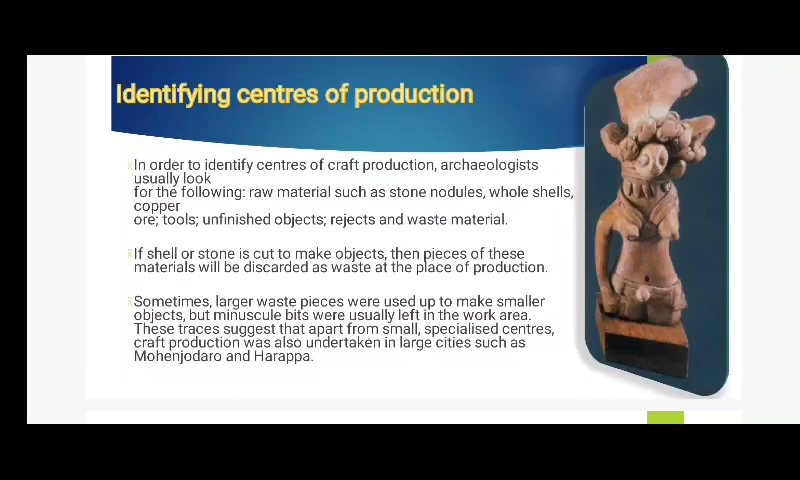 Identifying centres of production
In order to identify centres of craft production, archaeologists
usually look
for the following: raw material such as stone nodules, whole shells,
copper
ore; tools; unfinished objects; rejects and waste material.
If shell or stone is cut to make objects, then pieces of these
materials will be discarded as waste at the place of production.
Sometimes, larger waste pieces were used up to make smaller
objects, but minuscule bits were usually left in the work area.
These traces suggest that apart from small, specialised centres,
craft production was also undertaken in large cities such as
Mohenjodaro and Harappa.